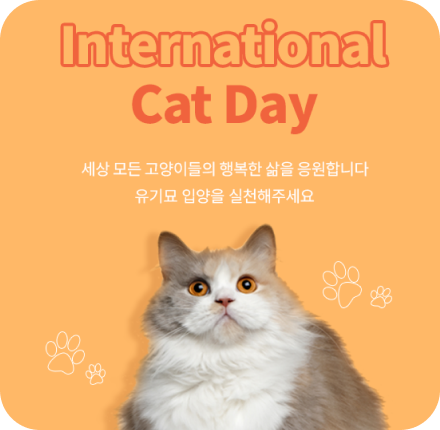 International
Cat Day
세상 모든 고양이들의 행복한 삶을 응원합니다
유기묘 입양을 실천해주세요